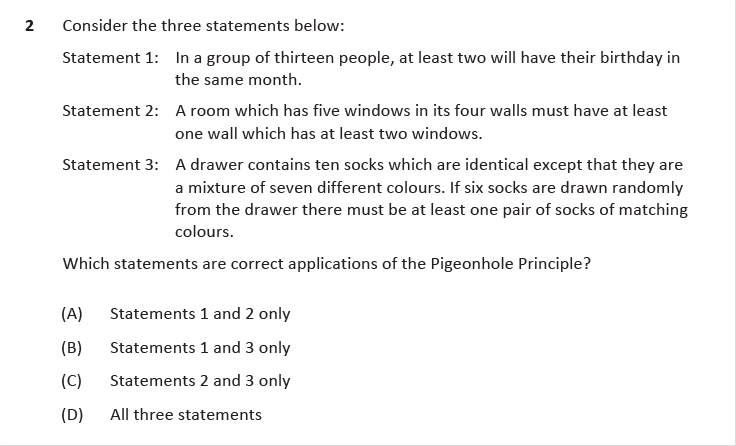 2 Consider the three statements below:
Statement 1: In a group of thirteen people, at least two will have their birthday in
the same month.
Statement 2: A room which has five windows in its four walls must have at least
one wall which has at least two windows.
Statement 3: A drawer contains ten socks which are identical except that they are
a mixture of seven different colours. If six socks are drawn randomly
from the drawer there must be at least one pair of socks of matching
colours.
Which statements are correct applications of the Pigeonhole Principle?
(A) Statements 1 and 2 only
(B) Statements 1 and 3 only
(C) Statements 2 and 3 only
(D) All three statements